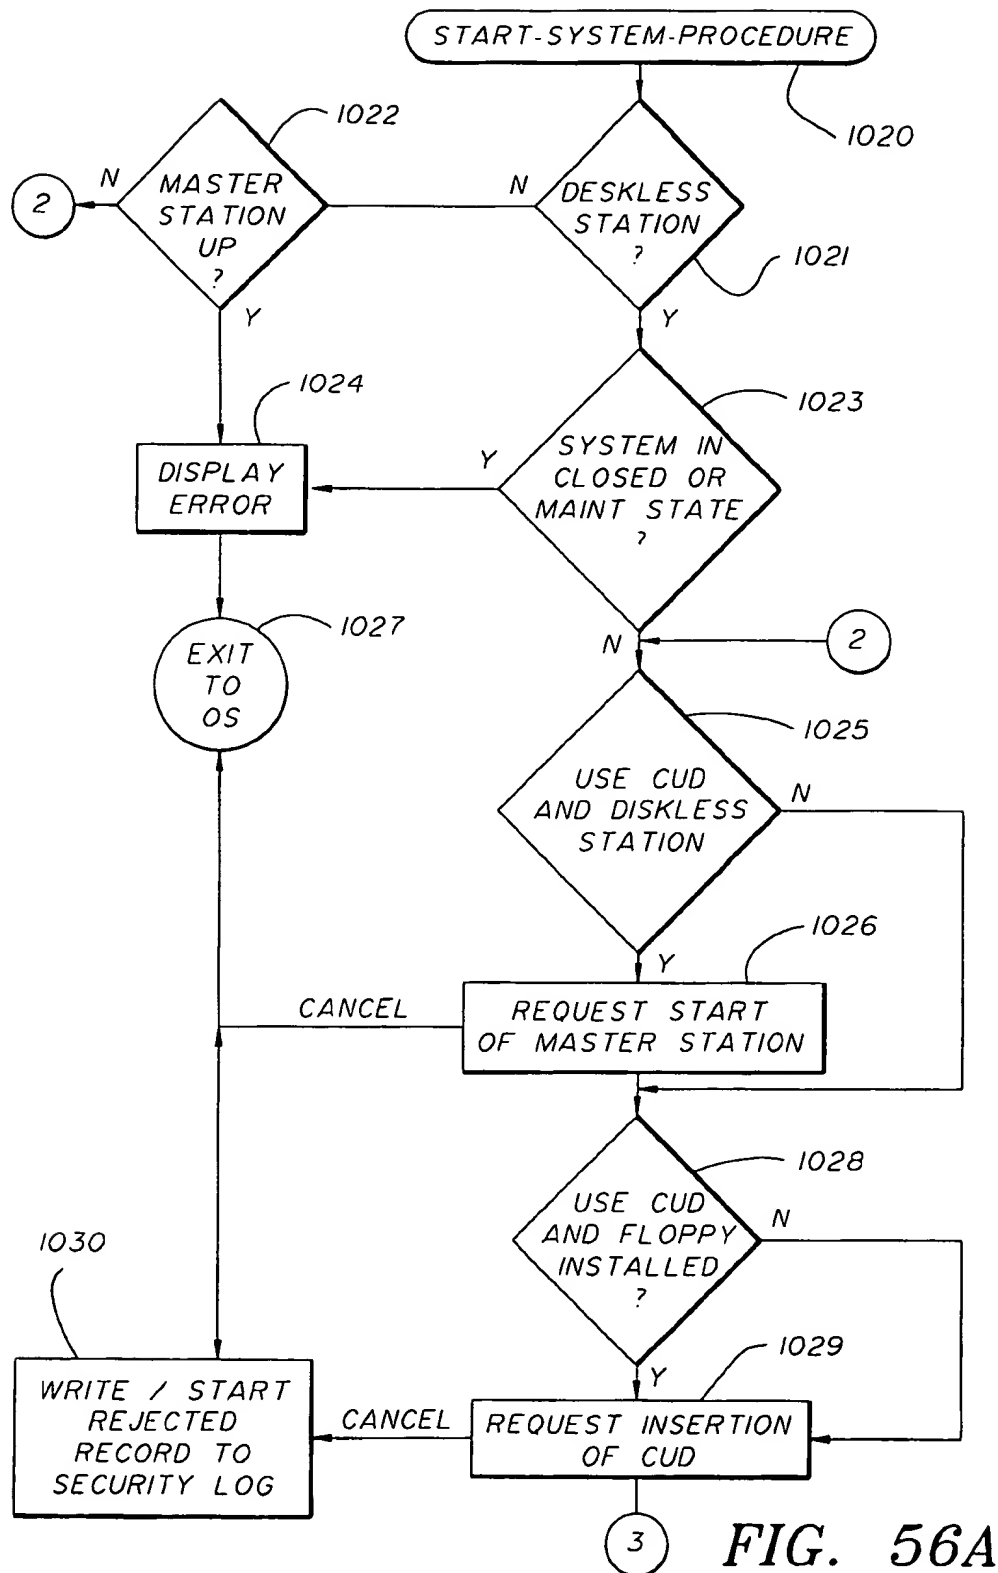 START-SYSTEM-PROCEDURE
1020
1022
MASTER
STATION
UP
?
N
2
Y
N
DESKLESS
STATION
?
1021
Y
1024
DISPLAY
ERROR
Y
1023
SYSTEM IN
CLOSED OR
MAINT STATE
?
N
2
1027
EXIT
TO
OS
1025
USE CUD
AND DISKLESS
STATION
N
Y
1026
REQUEST START
OF MASTER STATION
CANCEL
1028
USE CUD
AND FLOPPY
INSTALLED
?
N
Y
1030
WRITE / START
REJECTED
RECORD TO
SECURITY LOG
CANCEL
1029
REQUEST INSERTION
OF CUD
3
FIG. 56A